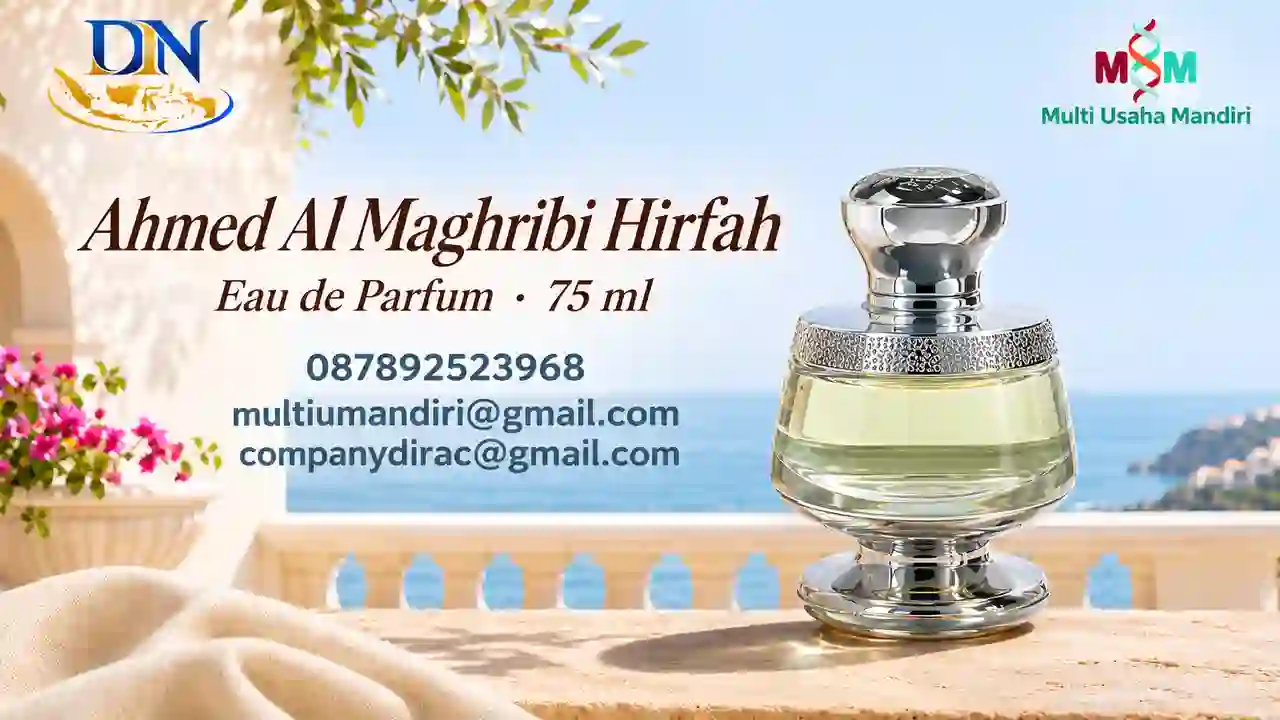 DN
MSM
Multi Usaha Mandiri
Ahmed Al Maghribi Hirfah
Eau de Parfum · 75 ml
087892523968
multiumandiri@gmail.com
companydirac@gmail.com